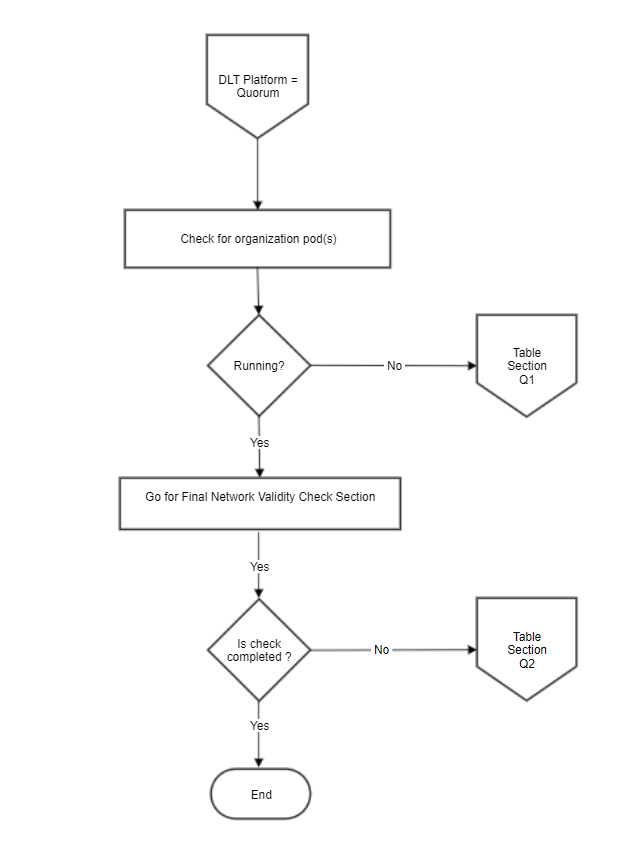 DLT Platform =
Quorum
Check for organization pod(s)
Running?
No
Table
Section
Q1
Yes
Go for Final Network Validity Check Section
Yes
Is check
completed ?
No
Table
Section
Q2
Yes
End